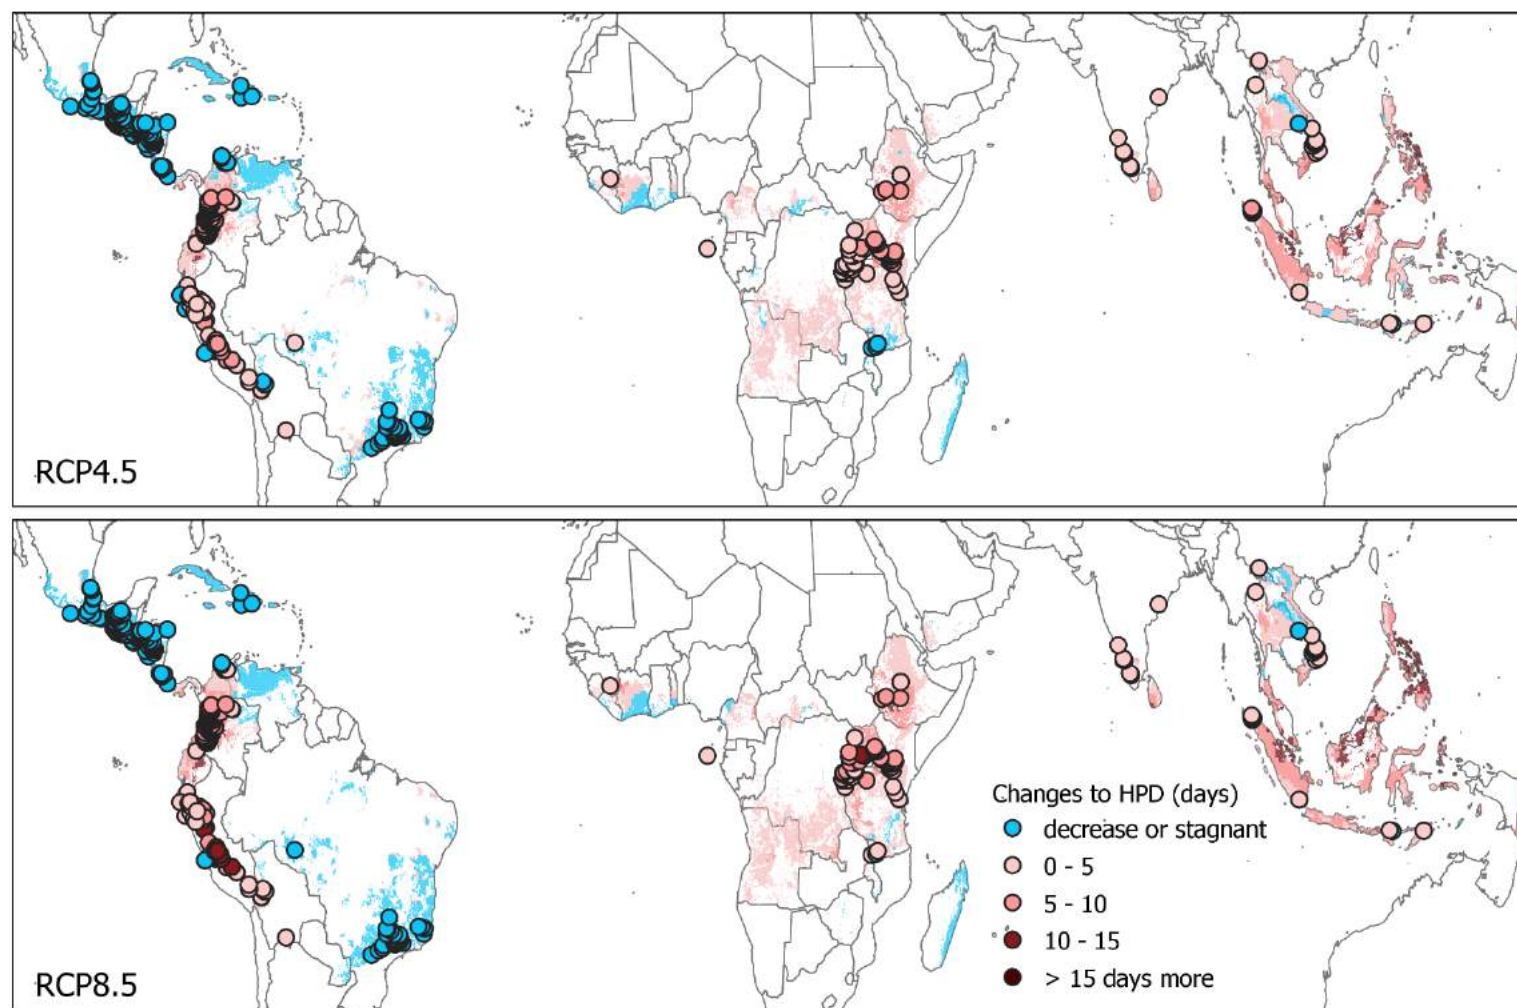 RCP4.5
Changes to HPD (days)
decrease or stagnant
0 - 5
5 - 10
10 - 15
> 15 days more
RCP8.5